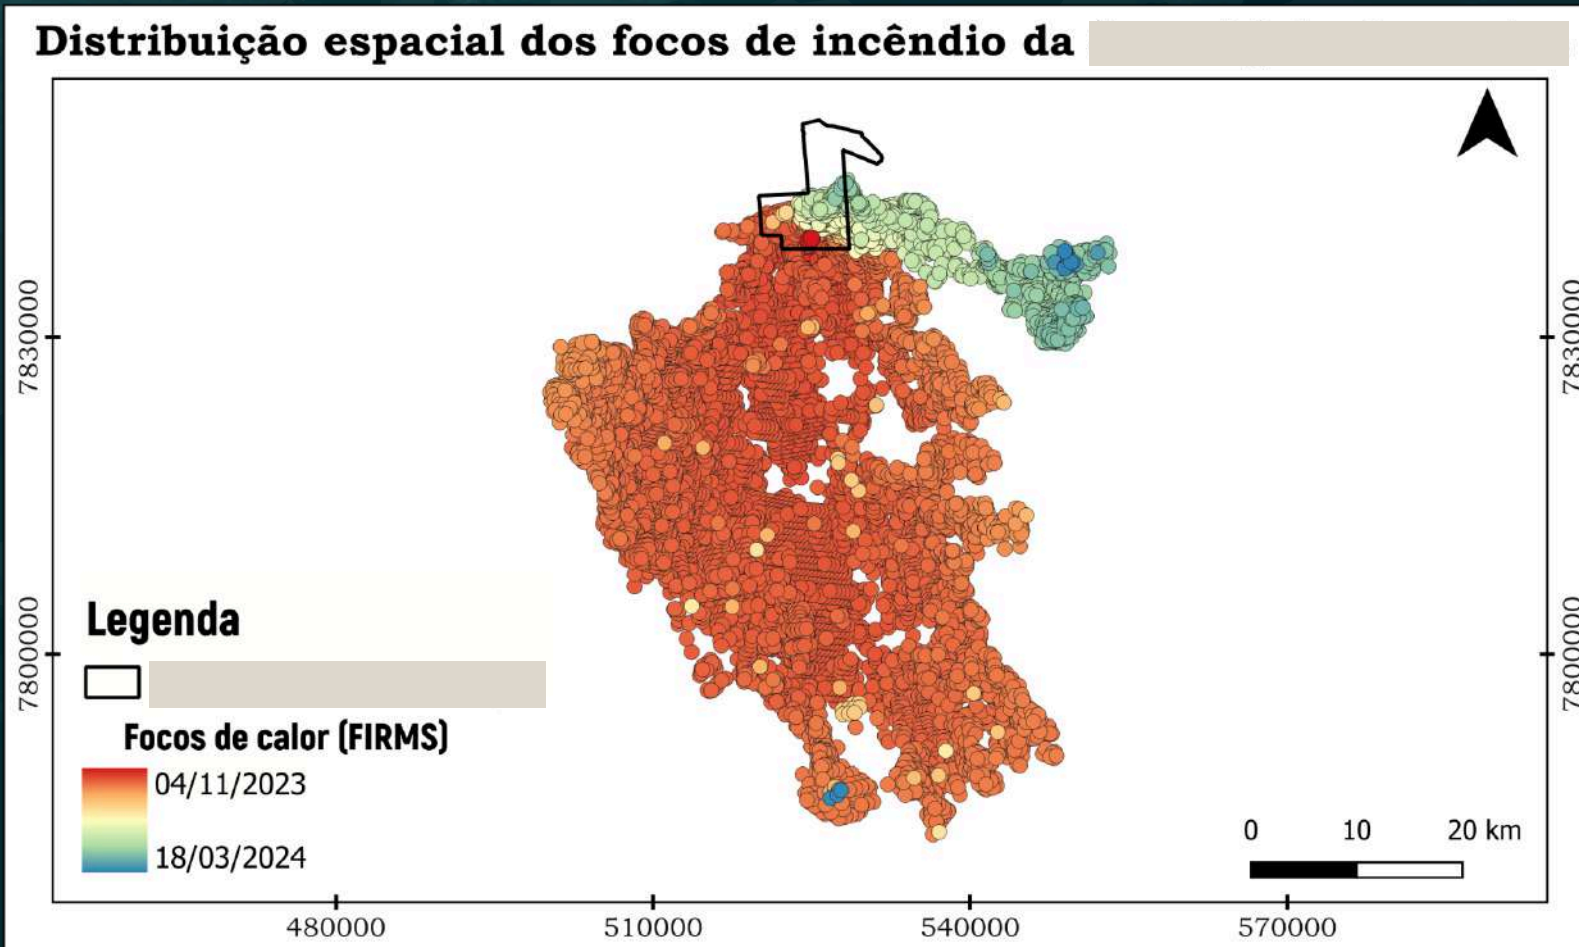 Distribuição espacial dos focos de incêndio da
7830000
7830000
7800000
7800000
Legenda
Focos de calor (FIRMS)
04/11/2023
18/03/2024
0 10 20 km
480000 510000 540000 570000